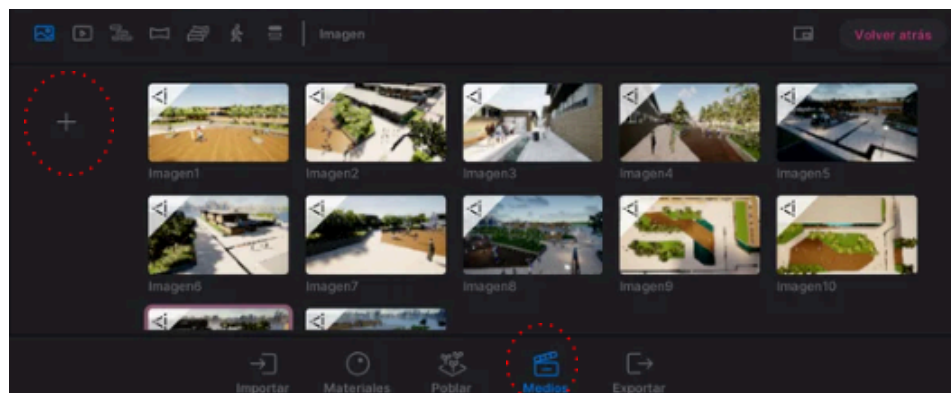 Imagen
Volver atrás
Imagen1
Imagen2
Imagen3
Imagen4
Imagen5
Imagen6
Imagen7
Imagen8
Imagen9
Imagen10
Importar
Materiales
Poblar
Medios
Exportar